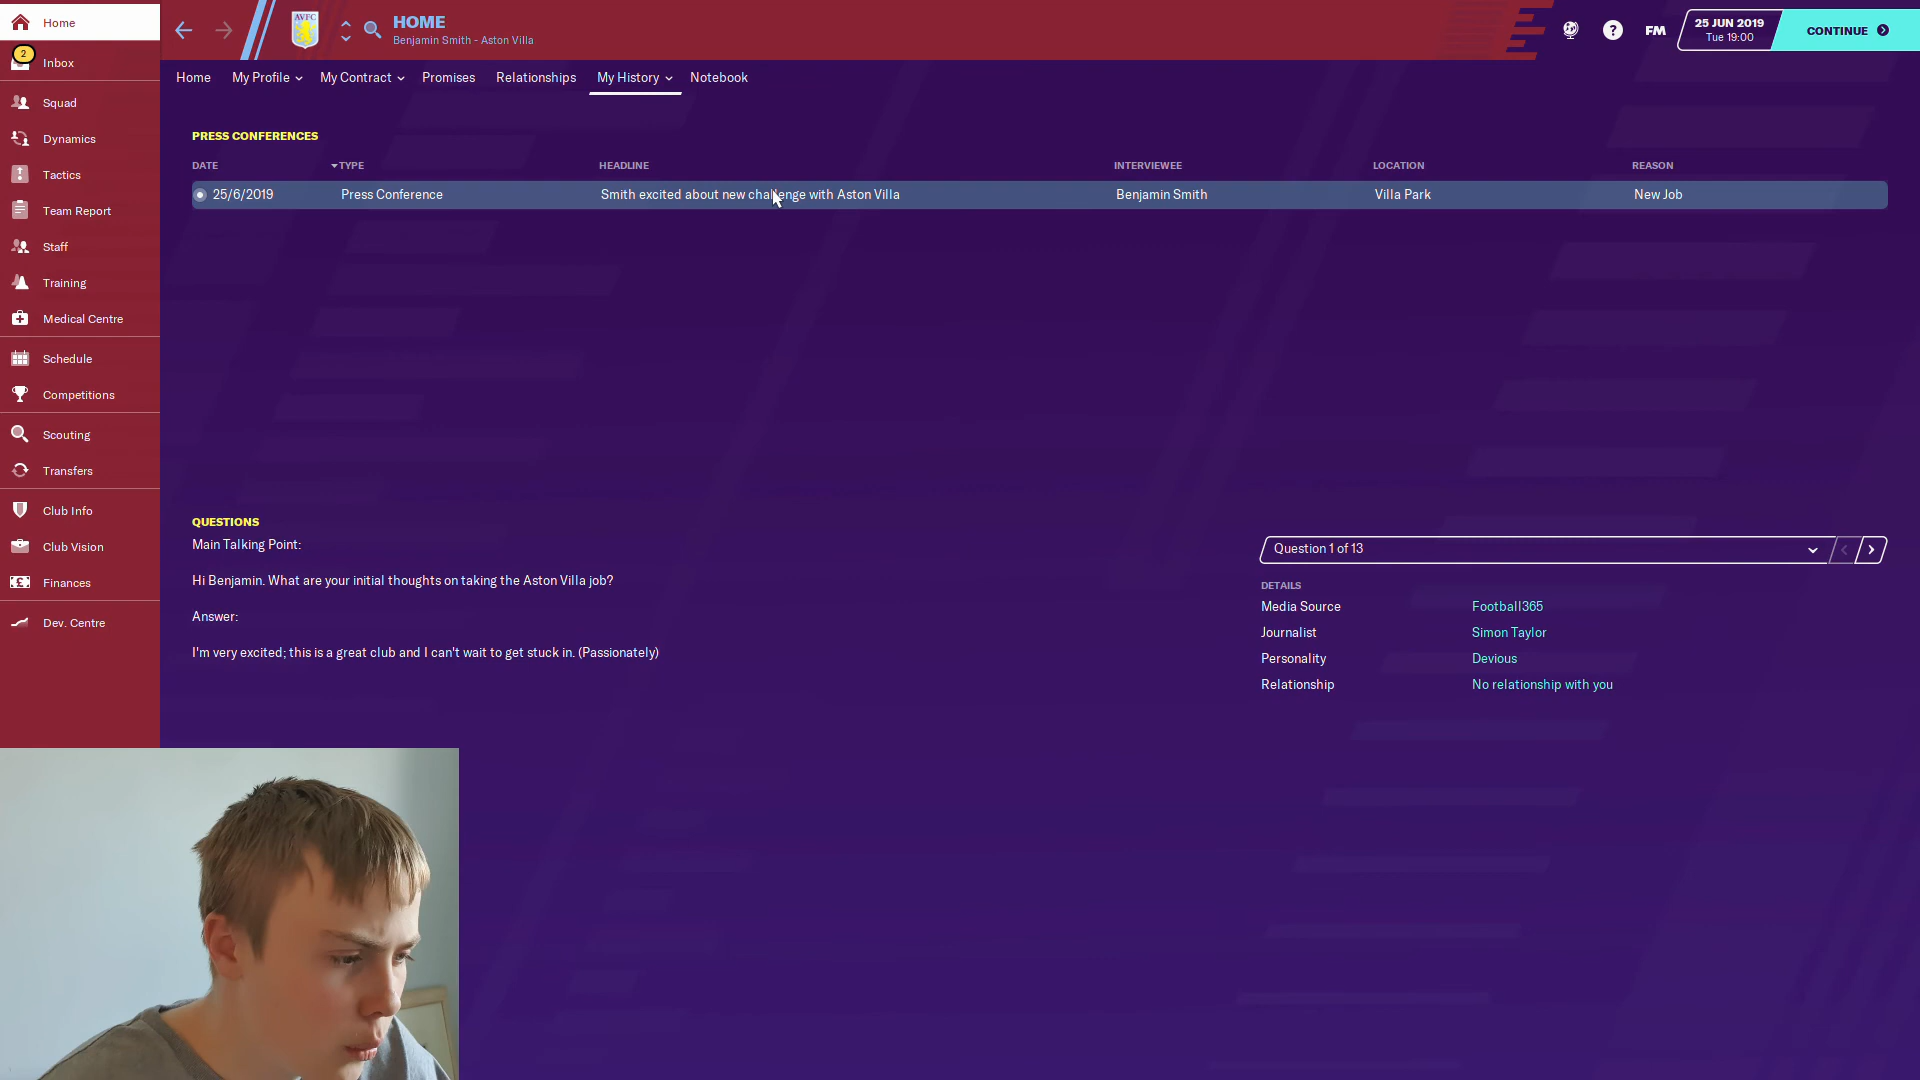 Home
2
Inbox
Squad
Dynamics
Tactics
Team Report
Staff
Training
Medical Centre
Schedule
Competitions
Scouting
Transfers
Club Info
Club Vision
Finances
Dev. Centre
AVFC
HOME
Benjamin Smith - Aston Villa
?
FM
25 JUN 2019
Tue 19:00
CONTINUE
Home My Profile My Contract Promises Relationships My History Notebook
PRESS CONFERENCES
DATE TYPE HEADLINE INTERVIEWEE LOCATION REASON
25/6/2019 Press Conference Smith excited about new challenge with Aston Villa Benjamin Smith Villa Park New Job
QUESTIONS
Main Talking Point:
Hi Benjamin. What are your initial thoughts on taking the Aston Villa job?
Answer:
I'm very excited; this is a great club and I can't wait to get stuck in. (Passionately)
Question 1 of 13
DETAILS
Media Source Football365
Journalist Simon Taylor
Personality Devious
Relationship No relationship with you